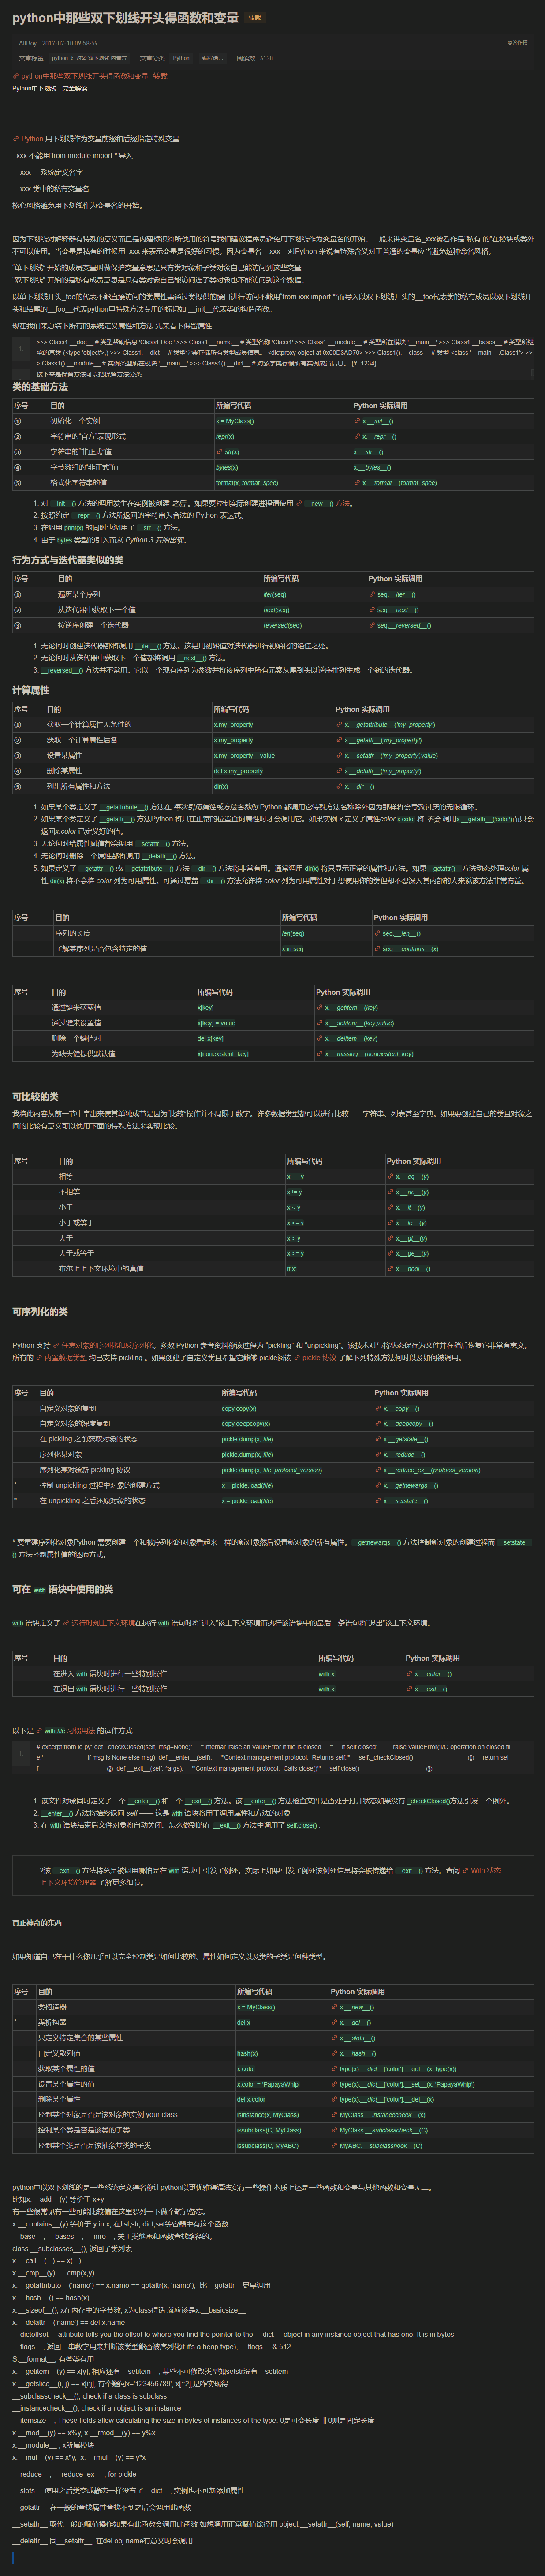 python中那些双下划线开头得函数和变量 转载
AllBoy 2017-07-10 09:58:59 ©著作权
文章标签 python 类 对象 双下划线 内置方 文章分类 Python 编程语言 阅读数 6130
python中那些双下划线开头得函数和变量--转载
Python中下划线---完全解读
Python 用下划线作为变量前缀和后缀指定特殊变量
_xxx 不能用'from module import *'导入
__xxx__ 系统定义名字
__xxx 类中的私有变量名
核心风格避免用下划线作为变量名的开始。
因为下划线对解释器有特殊的意义而且是内建标识符所使用的符号我们建议程序员避免用下划线作为变量名的开始。一般来讲变量名_xxx被看作是"私有 的"在模块或类外
不可以使用。当变量是私有的时候用_xxx 来表示变量是很好的习惯。因为变量名__xxx__对Python 来说有特殊含义对于普通的变量应当避免这种命名风格。
"单下划线" 开始的成员变量叫做保护变量意思是只有类对象和子类对象自己能访问到这些变量
"双下划线" 开始的是私有成员意思是只有类对象自己能访问连子类对象也不能访问到这个数据。
以单下划线开头_foo的代表不能直接访问的类属性需通过类提供的接口进行访问不能用"from xxx import *"而导入以双下划线开头的__foo代表类的私有成员以双下划线开
头和结尾的__foo__代表python里特殊方法专用的标识如 __init__代表类的构造函数。
现在我们来总结下所有的系统定义属性和方法 先来看下保留属性
1. >>> Class1.__doc__ # 类型帮助信息 'Class1 Doc.' >>> Class1.__name__ # 类型名称 'Class1' >>> Class1.__module__ # 类型所在模块 '__main__' >>> Class1.__bases__ # 类型所继
承的基类 (<type 'object'>,) >>> Class1.__dict__ # 类型字典存储所有类型成员信息。 <dictproxy object at 0x00D3AD70> >>> Class1().__class__ # 类型 <class '__main__.Class1'> >>
> Class1().__module__ # 实例类型所在模块 '__main__' >>> Class1().__dict__ # 对象字典存储所有实例成员信息。 {'i': 1234}
接下来是保留方法可以把保留方法分类
类的基础方法
序号 目的 所编写代码 Python 实际调用
① 初始化一个实例 x = MyClass() x.__init__()
② 字符串的"官方"表现形式 repr(x) x.__repr__()
③ 字符串的"非正式"值 str(x) x.__str__()
④ 字节数组的"非正式"值 bytes(x) x.__bytes__()
⑤ 格式化字符串的值 format(x, format_spec) x.__format__(format_spec)
1. 对 __init__() 方法的调用发生在实例被创建 之后 。如果要控制实际创建进程请使用 __new__() 方法。
2. 按照约定 __repr__() 方法所返回的字符串为合法的 Python 表达式。
3. 在调用 print(x) 的同时也调用了 __str__() 方法。
4. 由于 bytes 类型的引入而从 Python 3 开始出现。
行为方式与迭代器类似的类
序号 目的 所编写代码 Python 实际调用
① 遍历某个序列 iter(seq) seq.__iter__()
② 从迭代器中获取下一个值 next(seq) seq.__next__()
③ 按逆序创建一个迭代器 reversed(seq) seq.__reversed__()
1. 无论何时创建迭代器都将调用 __iter__() 方法。这是用初始值对迭代器进行初始化的绝佳之处。
2. 无论何时从迭代器中获取下一个值都将调用 __next__() 方法。
3. __reversed__() 方法并不常用。它以一个现有序列为参数并将该序列中所有元素从尾到头以逆序排列生成一个新的迭代器。
计算属性
序号 目的 所编写代码 Python 实际调用
① 获取一个计算属性无条件的 x.my_property x.__getattribute__('my_property')
② 获取一个计算属性后备 x.my_property x.__getattr__('my_property')
③ 设置某属性 x.my_property = value x.__setattr__('my_property',value)
④ 删除某属性 del x.my_property x.__delattr__('my_property')
⑤ 列出所有属性和方法 dir(x) x.__dir__()
1. 如果某个类定义了 __getattribute__() 方法在 每次引用属性或方法名称时 Python 都调用它特殊方法名称除外因为那样将会导致讨厌的无限循环。
2. 如果某个类定义了 __getattr__() 方法Python 将只在正常的位置查询属性时才会调用它。如果实例 x 定义了属性color x.color 将 不会 调用x.__getattr__('color')而只会
返回x.color 已定义好的值。
3. 无论何时给属性赋值都会调用 __setattr__() 方法。
4. 无论何时删除一个属性都将调用 __delattr__() 方法。
5. 如果定义了 __getattr__() 或 __getattribute__() 方法 __dir__() 方法将非常有用。通常调用 dir(x) 将只显示正常的属性和方法。如果__getattr()__方法动态处理color 属
性 dir(x) 将不会将 color 列为可用属性。可通过覆盖 __dir__() 方法允许将 color 列为可用属性对于想使用你的类但却不想深入其内部的人来说该方法非常有益。
序号 目的 所编写代码 Python 实际调用
序列的长度 len(seq) seq.__len__()
了解某序列是否包含特定的值 x in seq seq.__contains__(x)
序号 目的 所编写代码 Python 实际调用
通过键来获取值 x[key] x.__getitem__(key)
通过键来设置值 x[key] = value x.__setitem__(key,value)
删除一个键值对 del x[key] x.__delitem__(key)
为缺失键提供默认值 x[nonexistent_key] x.__missing__(nonexistent_key)
可比较的类
我将此内容从前一节中拿出来使其单独成节是因为"比较"操作并不局限于数字。许多数据类型都可以进行比较——字符串、列表甚至字典。如果要创建自己的类且对象之
间的比较有意义可以使用下面的特殊方法来实现比较。
序号 目的 所编写代码 Python 实际调用
相等 x == y x.__eq__(y)
不相等 x != y x.__ne__(y)
小于 x < y x.__lt__(y)
小于或等于 x <= y x.__le__(y)
大于 x > y x.__gt__(y)
大于或等于 x >= y x.__ge__(y)
布尔上上下文环境中的真值 if x: x.__bool__()
可序列化的类
Python 支持 任意对象的序列化和反序列化。多数 Python 参考资料称该过程为 "pickling" 和 "unpickling"。该技术对与将状态保存为文件并在稍后恢复它非常有意义。
所有的 内置数据类型 均已支持 pickling 。如果创建了自定义类且希望它能够 pickle阅读 pickle 协议 了解下列特殊方法何时以及如何被调用。
序号 目的 所编写代码 Python 实际调用
自定义对象的复制 copy.copy(x) x.__copy__()
自定义对象的深度复制 copy.deepcopy(x) x.__deepcopy__()
在 pickling 之前获取对象的状态 pickle.dump(x, file) x.__getstate__()
序列化某对象 pickle.dump(x, file) x.__reduce__()
序列化某对象新 pickling 协议 pickle.dump(x, file, protocol_version) x.__reduce_ex__(protocol_version)
* 控制 unpickling 过程中对象的创建方式 x = pickle.load(file) x.__getnewargs__()
* 在 unpickling 之后还原对象的状态 x = pickle.load(file) x.__setstate__()
* 要重建序列化对象Python 需要创建一个和被序列化的对象看起来一样的新对象然后设置新对象的所有属性。__getnewargs__() 方法控制新对象的创建过程而 __setstate__
() 方法控制属性值的还原方式。
可在 with 语块中使用的类
with 语块定义了 运行时刻上下文环境在执行 with 语句时将"进入"该上下文环境而执行该语块中的最后一条语句将"退出"该上下文环境。
序号 目的 所编写代码 Python 实际调用
在进入 with 语块时进行一些特别操作 with x: x.__enter__()
在退出 with 语块时进行一些特别操作 with x: x.__exit__()
以下是 with file 习惯用法 的运作方式
1. # excerpt from io.py: def _checkClosed(self, msg=None): '''Internal: raise an ValueError if file is closed ''' if self.closed: raise ValueError('I/O operation on closed fil
e.' if msg is None else msg) def __enter__(self): '''Context management protocol. Returns self.''' self._checkClosed() ① return sel
f ② def __exit__(self, *args): '''Context management protocol. Calls close()''' self.close() ③
1. 该文件对象同时定义了一个 __enter__() 和一个 __exit__() 方法。该 __enter__() 方法检查文件是否处于打开状态如果没有 _checkClosed()方法引发一个例外。
2. __enter__() 方法将始终返回 self —— 这是 with 语块将用于调用属性和方法的对象
3. 在 with 语块结束后文件对象将自动关闭。怎么做到的在 __exit__() 方法中调用了 self.close() .
?该 __exit__() 方法将总是被调用哪怕是在 with 语块中引发了例外。实际上如果引发了例外该例外信息将会被传递给 __exit__() 方法。查阅 With 状态
上下文环境管理器 了解更多细节。
真正神奇的东西
如果知道自己在干什么你几乎可以完全控制类是如何比较的、属性如何定义以及类的子类是何种类型。
序号 目的 所编写代码 Python 实际调用
类构造器 x = MyClass() x.__new__()
* 类析构器 del x x.__del__()
只定义特定集合的某些属性 x.__slots__()
自定义散列值 hash(x) x.__hash__()
获取某个属性的值 x.color type(x).__dict__['color'].__get__(x, type(x))
设置某个属性的值 x.color = 'PapayaWhip' type(x).__dict__['color'].__set__(x, 'PapayaWhip')
删除某个属性 del x.color type(x).__dict__['color'].__del__(x)
控制某个对象是否是该对象的实例 your class isinstance(x, MyClass) MyClass.__instancecheck__(x)
控制某个类是否是该类的子类 issubclass(C, MyClass) MyClass.__subclasscheck__(C)
控制某个类是否是该抽象基类的子类 issubclass(C, MyABC) MyABC.__subclasshook__(C)
python中以双下划线的是一些系统定义得名称让python以更优雅得语法实行一些操作本质上还是一些函数和变量与其他函数和变量无二。
比如x.__add__(y) 等价于 x+y
有一些很常见有一些可能比较偏在这里罗列一下做个笔记备忘。
x.__contains__(y) 等价于 y in x, 在list,str, dict,set等容器中有这个函数
__base__, __bases__, __mro__, 关于类继承和函数查找路径的。
class.__subclasses__(), 返回子类列表
x.__call__(...) == x(...)
x.__cmp__(y) == cmp(x,y)
x.__getattribute__('name') == x.name == getattr(x, 'name'), 比__getattr__更早调用
x.__hash__() == hash(x)
x.__sizeof__(), x在内存中的字节数, x为class得话 就应该是x.__basicsize__
x.__delattr__('name') == del x.name
__dictoffset__ attribute tells you the offset to where you find the pointer to the __dict__ object in any instance object that has one. It is in bytes.
__flags__, 返回一串数字用来判断该类型能否被序列化if it's a heap type), __flags__ & 512
S.__format__, 有些类有用
x.__getitem__(y) == x[y], 相应还有__setitem__, 某些不可修改类型如setstr没有__setitem__
x.__getslice__(i, j) == x[i:j], 有个疑问x='123456789', x[::2],是咋实现得
__subclasscheck__(), check if a class is subclass
__instancecheck__(), check if an object is an instance
__itemsize__, These fields allow calculating the size in bytes of instances of the type. 0是可变长度 非0则是固定长度
x.__mod__(y) == x%y, x.__rmod__(y) == y%x
x.__module__ , x所属模块
x.__mul__(y) == x*y, x.__rmul__(y) == y*x
__reduce__, __reduce_ex__ , for pickle
__slots__ 使用之后类变成静态一样没有了__dict__, 实例也不可新添加属性
__getattr__ 在一般的查找属性查找不到之后会调用此函数
__setattr__ 取代一般的赋值操作如果有此函数会调用此函数 如想调用正常赋值途径用 object.__setattr__(self, name, value)
__delattr__ 同__setattr__, 在del obj.name有意义时会调用